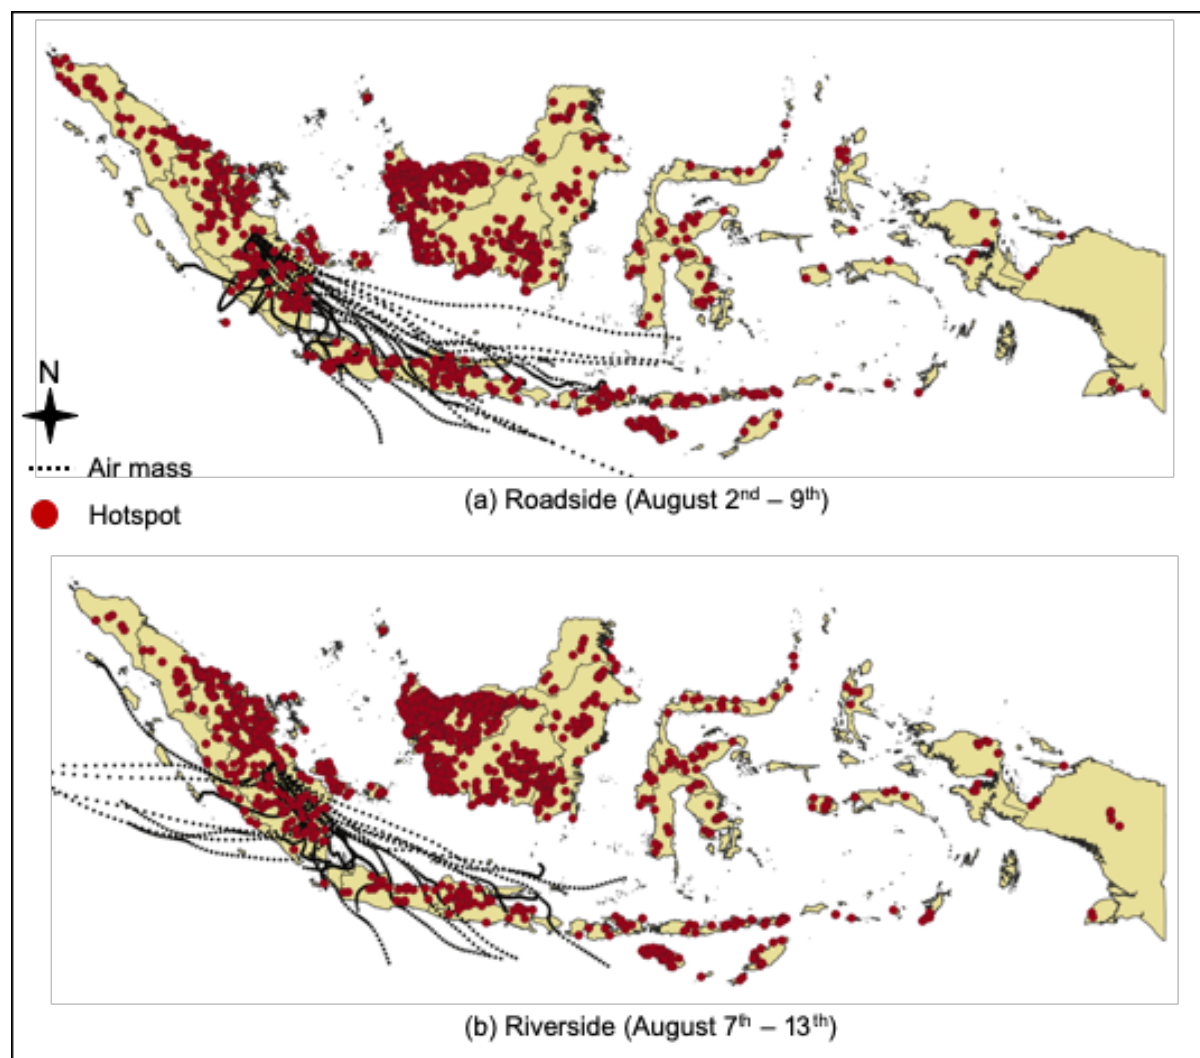 N
Air mass
(a) Roadside (August 2nd – 9th)
Hotspot
(b) Riverside (August 7th – 13th)